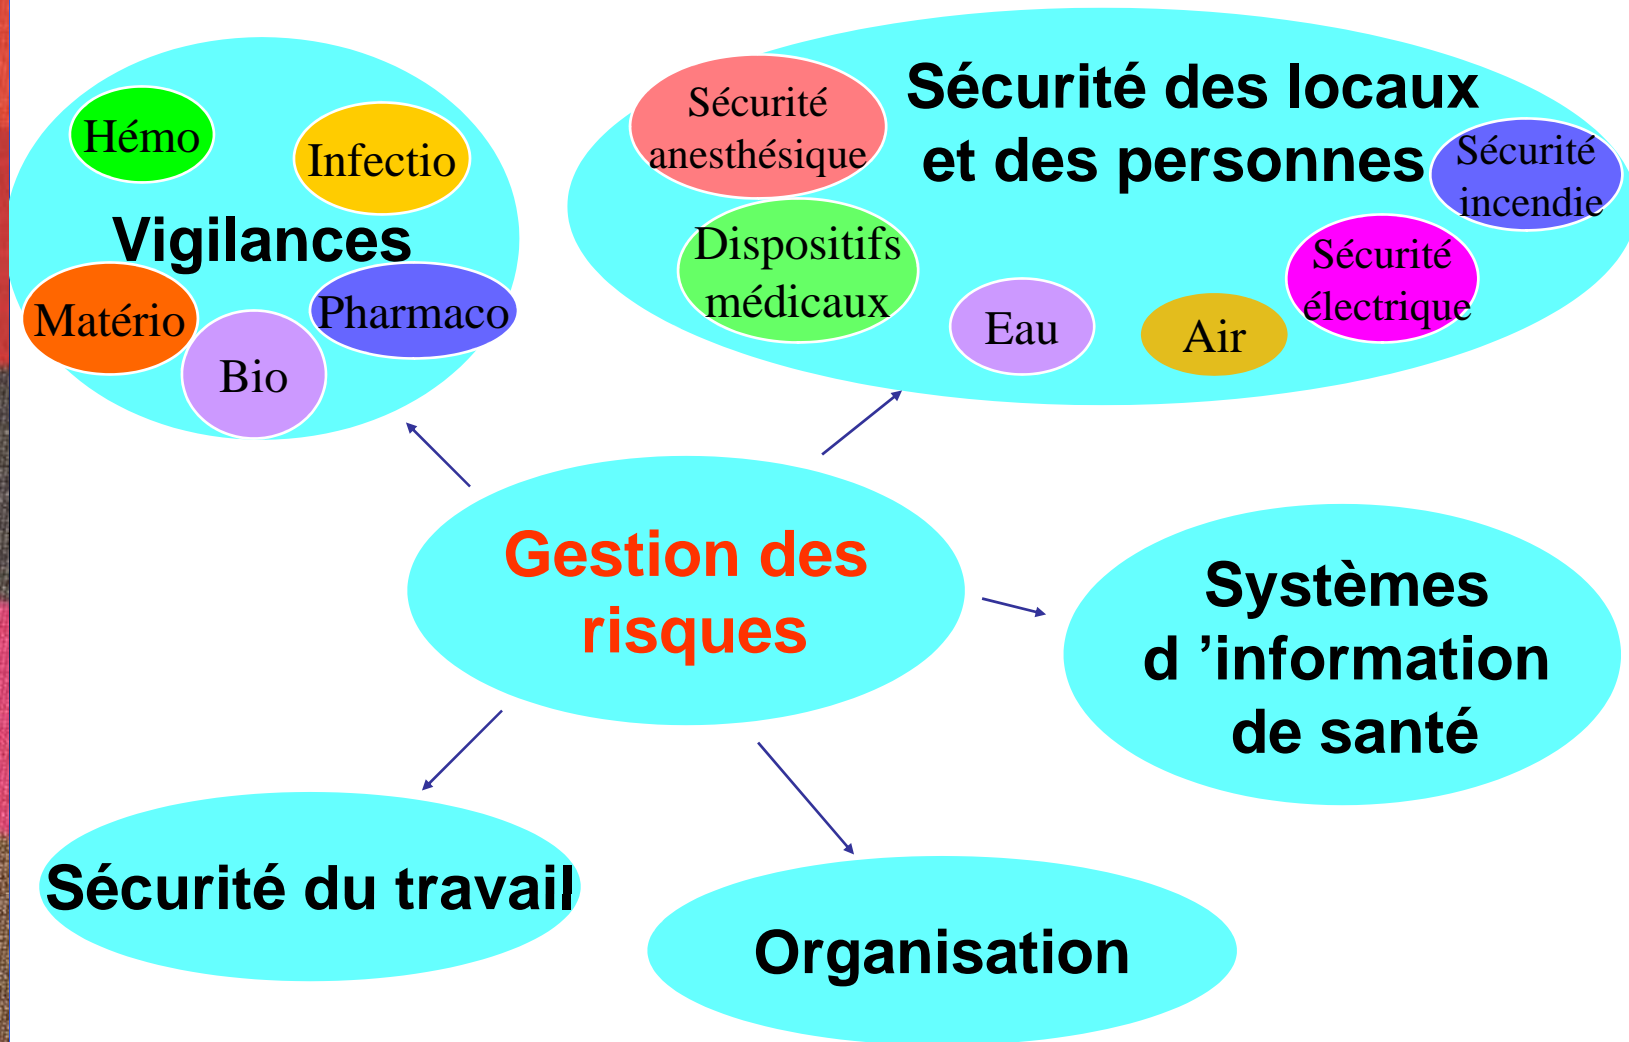 Hémo
Infectio
Vigilances
Matério
Pharmaco
Bio
Sécurité des locaux
et des personnes
Sécurité
anesthésique
Sécurité
incendie
Dispositifs
médicaux
Sécurité
électrique
Eau
Air
Gestion des
risques
Systèmes
d ’information
de santé
Sécurité du travail
Organisation